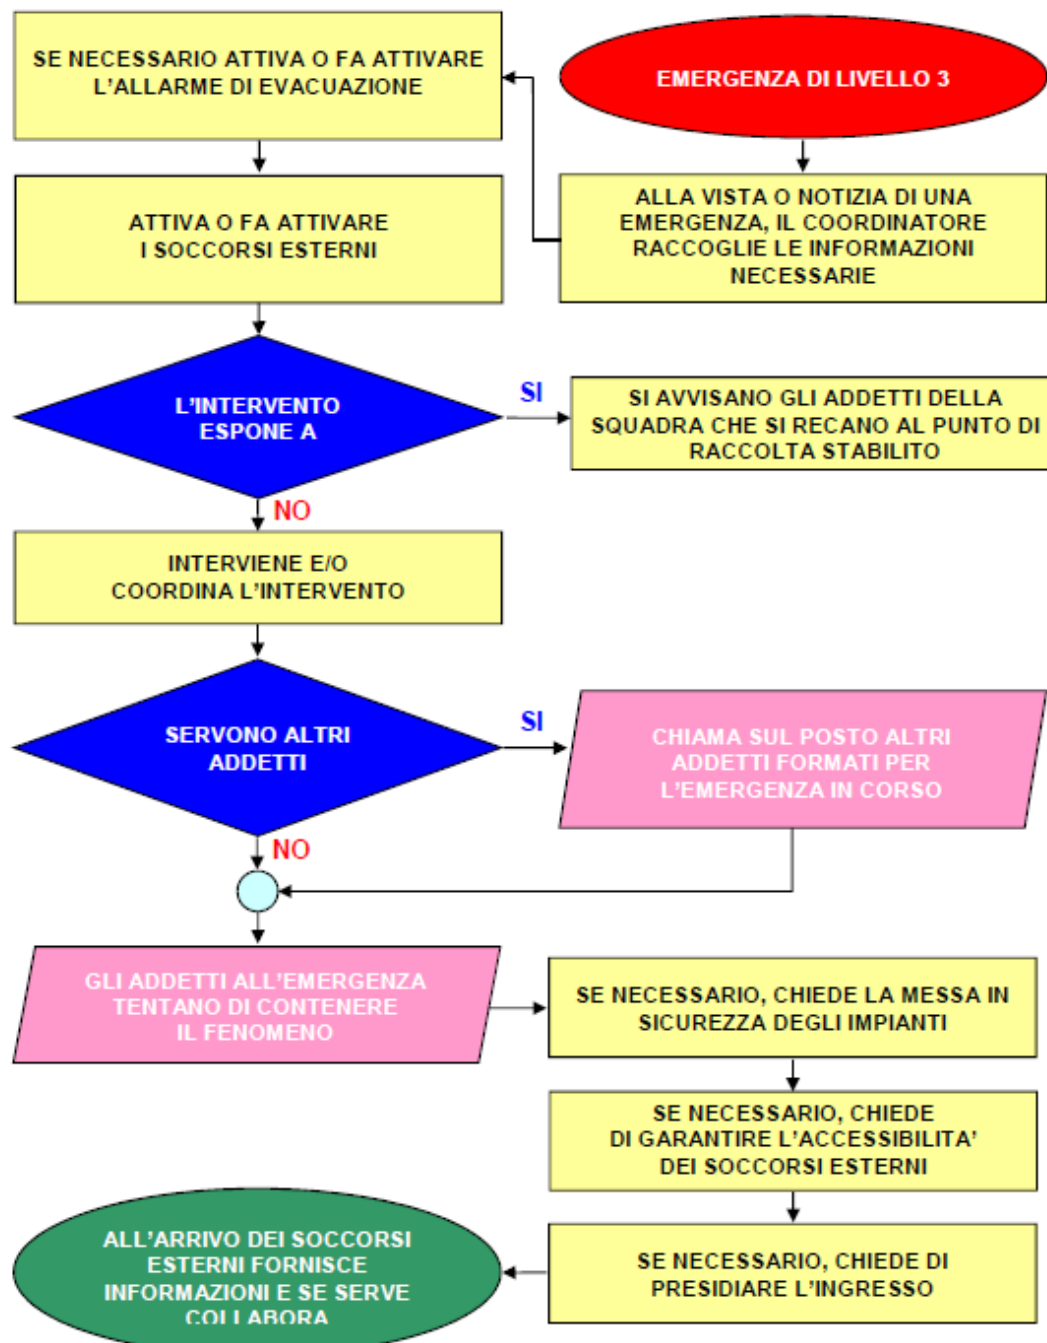 EMERGENZA DI LIVELLO 3
ALLA VISTA O NOTIZIA DI UNA
EMERGENZA, IL COORDINATORE
RACCOGLIE LE INFORMAZIONI
NECESSARIE
SE NECESSARIO ATTIVA O FA ATTIVARE
L'ALLARME DI EVACUAZIONE
ATTIVA O FA ATTIVARE
I SOCCORSI ESTERNI
L'INTERVENTO
ESPONE A
SI
SI AVVISANO GLI ADDETTI DELLA
SQUADRA CHE SI RECANO AL PUNTO DI
RACCOLTA STABILITO
NO
INTERVIENE E/O
COORDINA L'INTERVENTO
SERVONO ALTRI
ADDETTI
SI
CHIAMA SUL POSTO ALTRI
ADDETTI FORMATI PER
L'EMERGENZA IN CORSO
NO
GLI ADDETTI ALL'EMERGENZA
TENTANO DI CONTENERE
IL FENOMENO
SE NECESSARIO, CHIEDE LA MESSA IN
SICUREZZA DEGLI IMPIANTI
SE NECESSARIO, CHIEDE
DI GARANTIRE L'ACCESSIBILITA'
DEI SOCCORSI ESTERNI
SE NECESSARIO, CHIEDE DI
PRESIDIARE L'INGRESSO
ALL'ARRIVO DEI SOCCORSI
ESTERNI FORNISCE
INFORMAZIONI E SE SERVE
COLLABORA